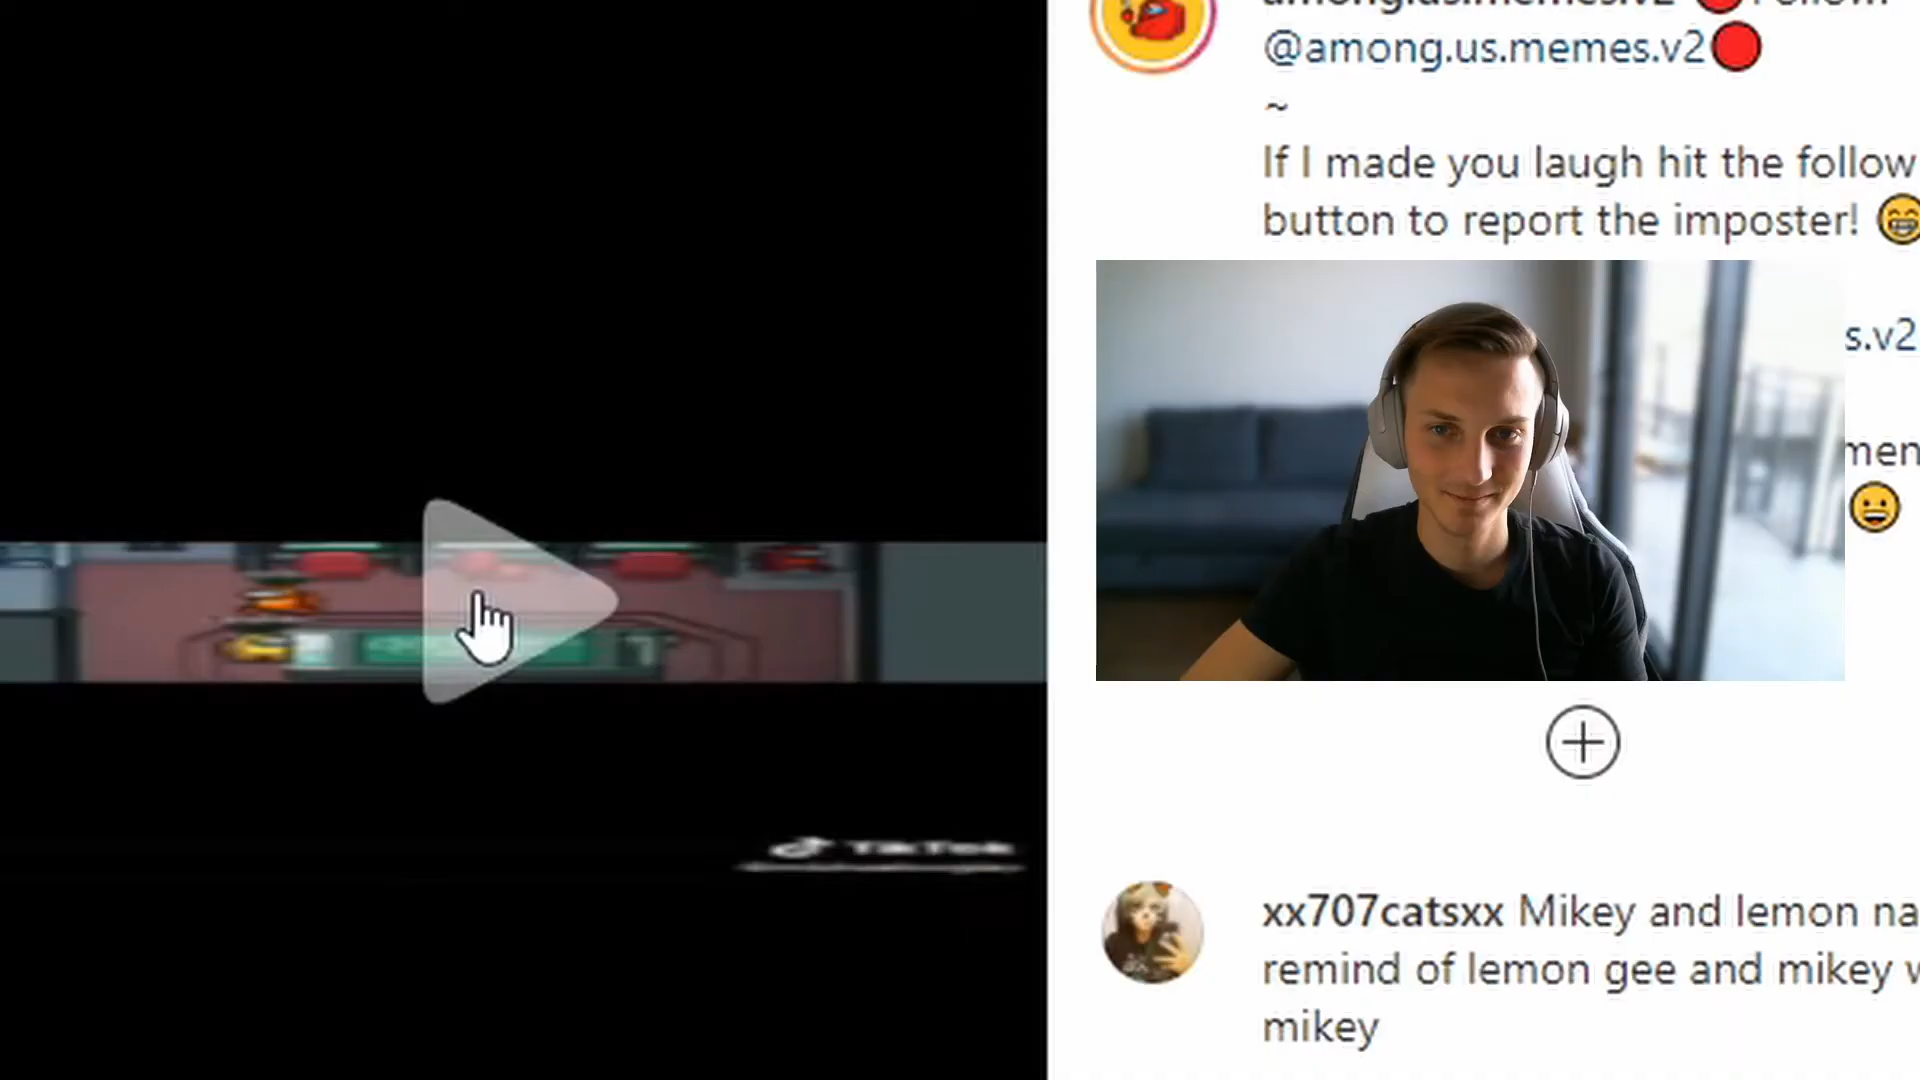 @among.us.memes.v2
~
If I made you laugh hit the follow
button to report the imposter!
s.v2
TikTok
xx707catsxx Mikey and lemon na
remind of lemon gee and mikey w
mikey